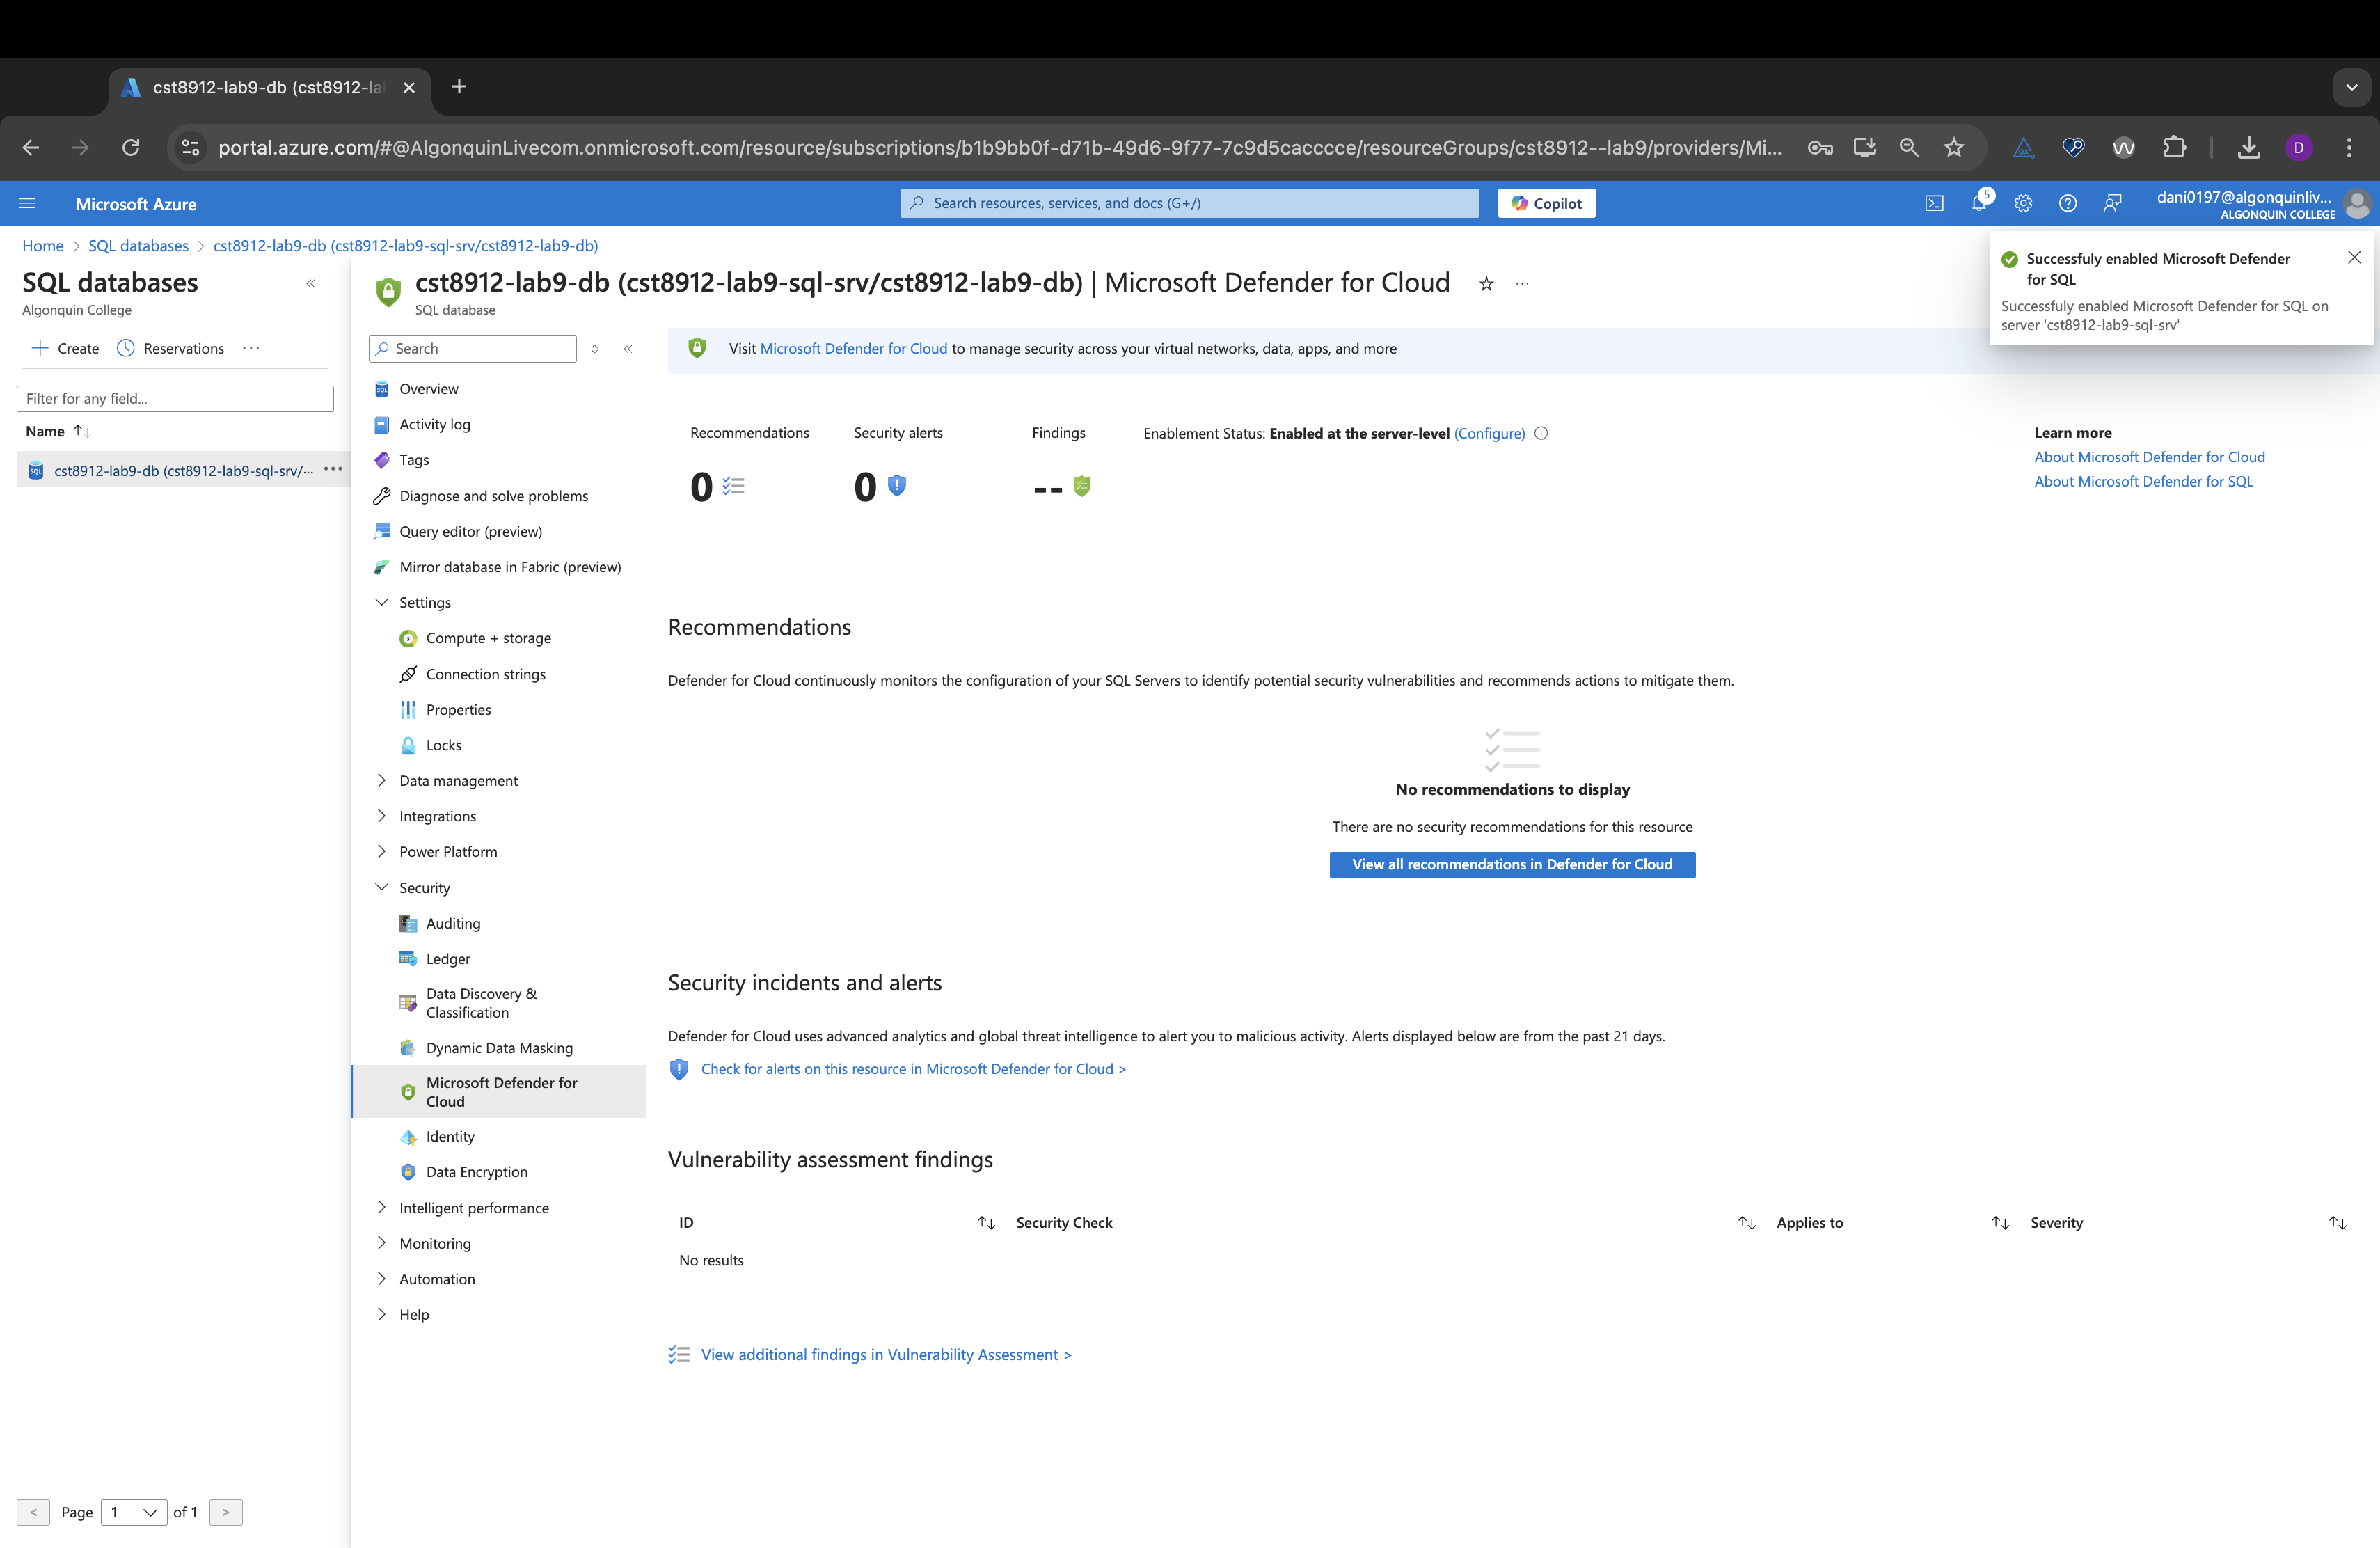 cst8912-lab9-db (cst8912-la
portal.azure.com/#@AlgonquinLivecom.onmicrosoft.com/resource/subscriptions/b1b9bb0f-d71b-49d6-9f77-7c9d5cacccce/resourceGroups/cst8912--lab9/providers/Mi...
D
Microsoft Azure
Search resources, services, and docs (G+/)
Copilot
5
dani0197@algonquinliv...
ALGONQUIN COLLEGE
Home > SQL databases > cst8912-lab9-db (cst8912-lab9-sql-srv/cst8912-lab9-db)
Successfuly enabled Microsoft Defender
for SQL
Successfuly enabled Microsoft Defender for SQL on
server 'cst8912-lab9-sql-srv'
SQL databases
Algonquin College
Create
Reservations
Filter for any field...
Name
cst8912-lab9-db (cst8912-lab9-sql-srv/...
Page 1 of 1
cst8912-lab9-db (cst8912-lab9-sql-srv/cst8912-lab9-db) | Microsoft Defender for Cloud
SQL database
Search
Overview
Activity log
Tags
Diagnose and solve problems
Query editor (preview)
Mirror database in Fabric (preview)
Settings
Compute + storage
Connection strings
Properties
Locks
Data management
Integrations
Power Platform
Security
Auditing
Ledger
Data Discovery &
Classification
Dynamic Data Masking
Microsoft Defender for
Cloud
Identity
Data Encryption
Intelligent performance
Monitoring
Automation
Help
Visit Microsoft Defender for Cloud to manage security across your virtual networks, data, apps, and more
Recommendations
0
Security alerts
0
Findings
--
Enablement Status: Enabled at the server-level (Configure)
Learn more
About Microsoft Defender for Cloud
About Microsoft Defender for SQL
Recommendations
Defender for Cloud continuously monitors the configuration of your SQL Servers to identify potential security vulnerabilities and recommends actions to mitigate them.
No recommendations to display
There are no security recommendations for this resource
View all recommendations in Defender for Cloud
Security incidents and alerts
Defender for Cloud uses advanced analytics and global threat intelligence to alert you to malicious activity. Alerts displayed below are from the past 21 days.
Check for alerts on this resource in Microsoft Defender for Cloud >
Vulnerability assessment findings
ID
Security Check
Applies to
Severity
No results
View additional findings in Vulnerability Assessment >